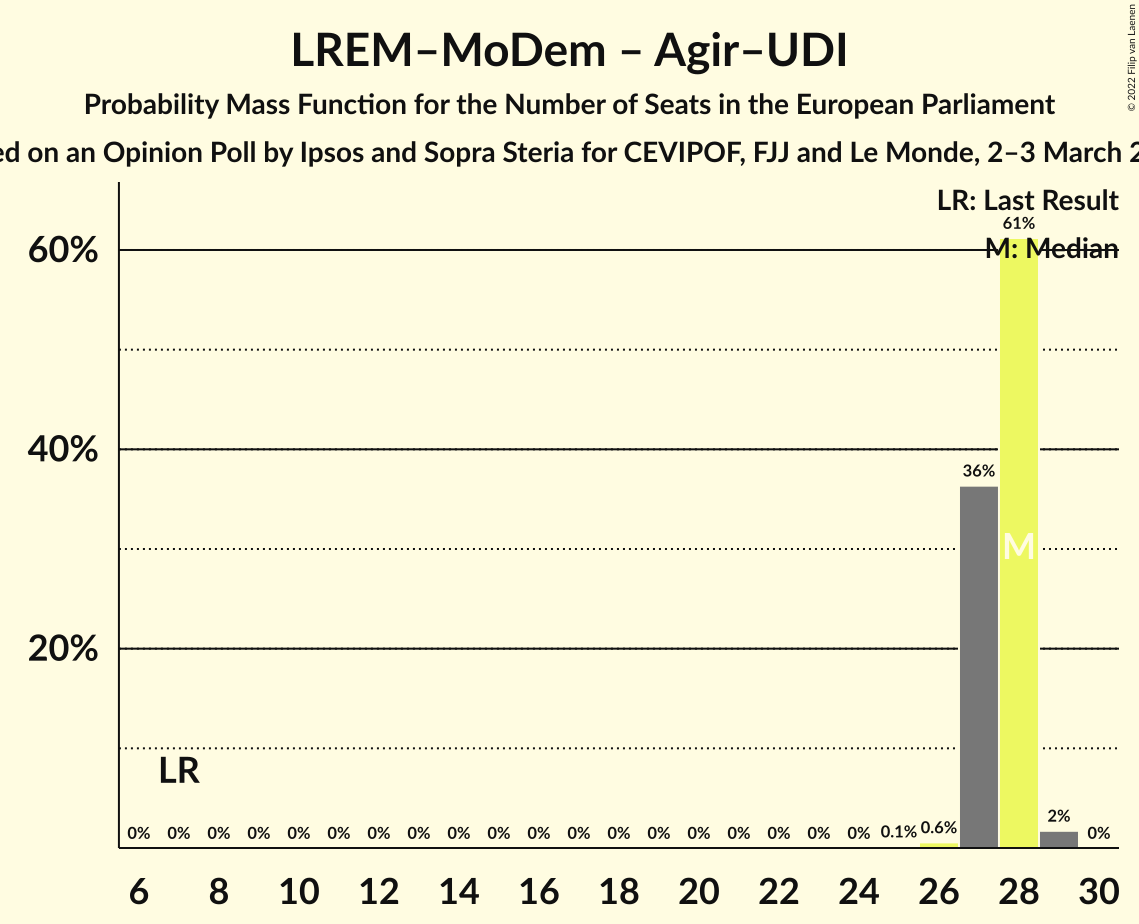 LREM–MoDem – Agir–UDI
Probability Mass Function for the Number of Seats in the European Parliament
on an Opinion Poll by Ipsos and Sopra Steria for CEVIPOF, FJJ and Le Monde, 2–3 March
© 2022 Filip van Laenen
LR: Last Result
61%
M: Median
60%
40%
36%
M
20%
LR
0% 0% 0% 0% 0% 0% 0% 0% 0% 0% 0% 0% 0% 0% 0% 0% 0% 0% 0% 0.1% 0.6% 2% 0%
6 8 10 12 14 16 18 20 22 24 26 28 30